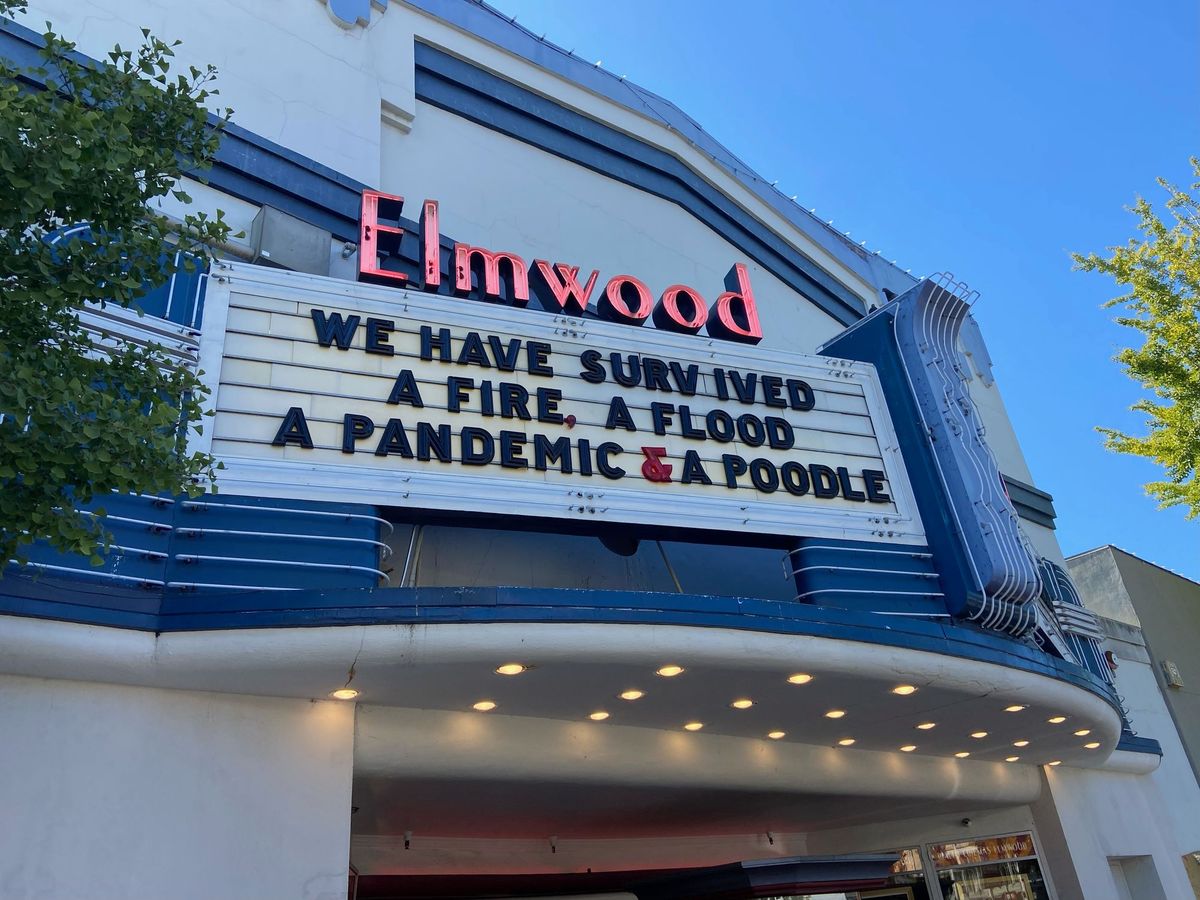 Elmwood
WE HAVE SURVIVED
A FIRE, A FLOOD
A PANDEMIC & A POODLE